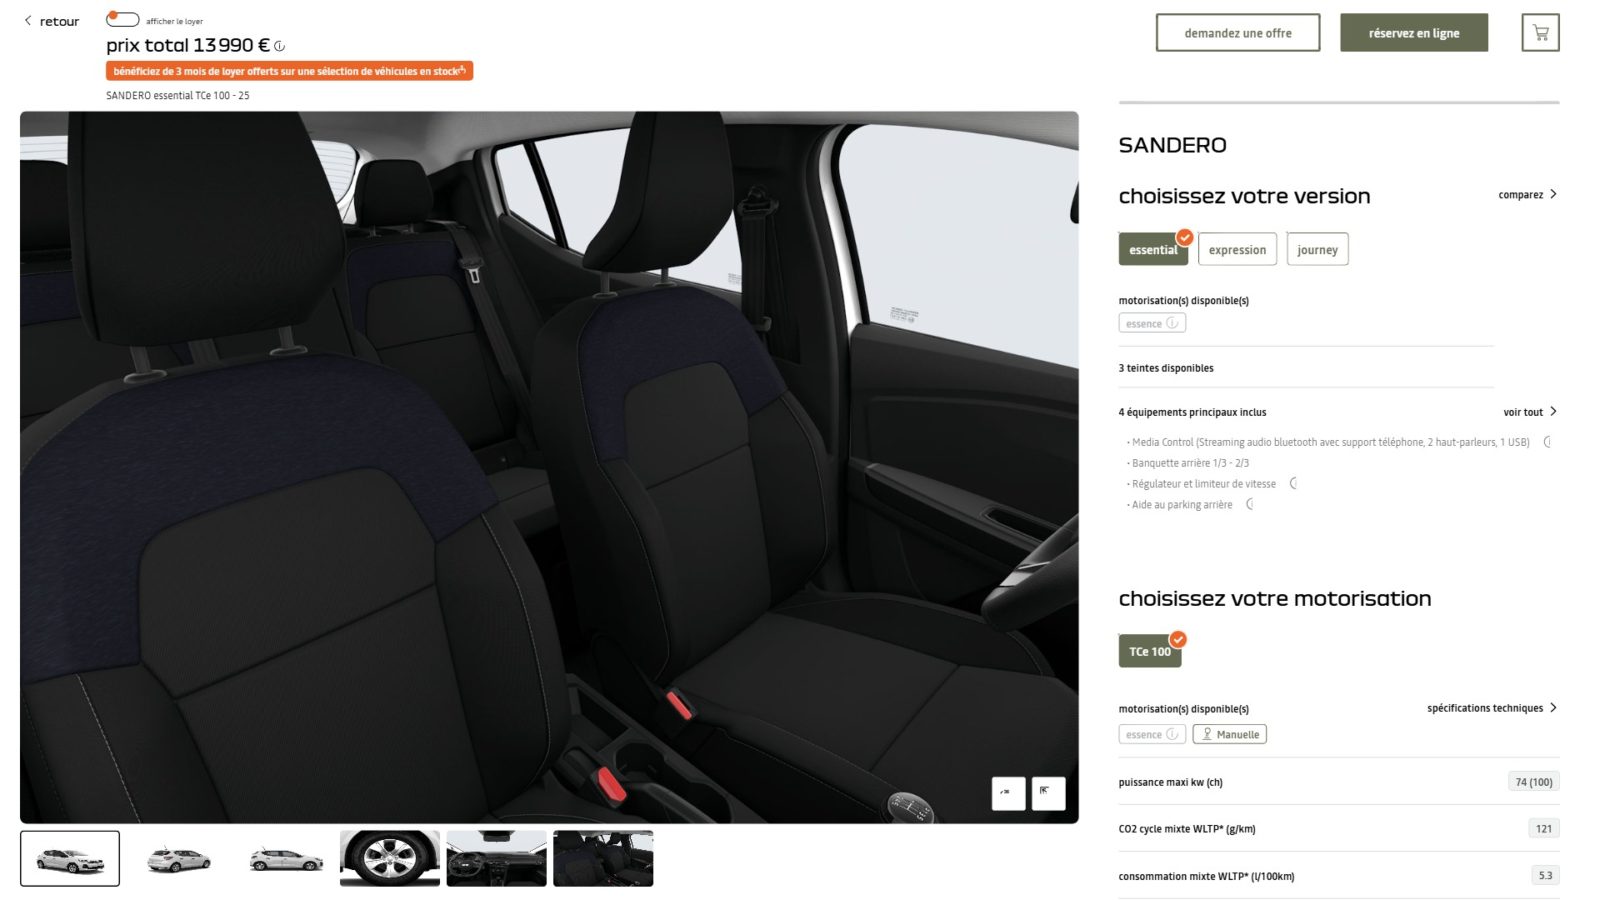 retour
afficher le loyer
prix total 13 990 €
bénéficiez de 3 mois de loyer offerts sur une sélection de véhicules en stock
SANDERO essential TCe 100 - 25
demandez une offre
réservez en ligne
SANDERO
choisissez votre version
comparez
essential
expression
journey
motorisation(s) disponible(s)
essence
3 teintes disponibles
4 équipements principaux inclus
voir tout
• Media Control (Streaming audio bluetooth avec support téléphone, 2 haut-parleurs, 1 USB)
• Banquette arrière 1/3 - 2/3
• Régulateur et limiteur de vitesse
• Aide au parking arrière
choisissez votre motorisation
TCe 100
motorisation(s) disponible(s)
spécifications techniques
essence
Manuelle
puissance maxi kw (ch)
74 (100)
CO2 cycle mixte WLTP* (g/km)
121
consommation mixte WLTP* (l/100km)
5.3